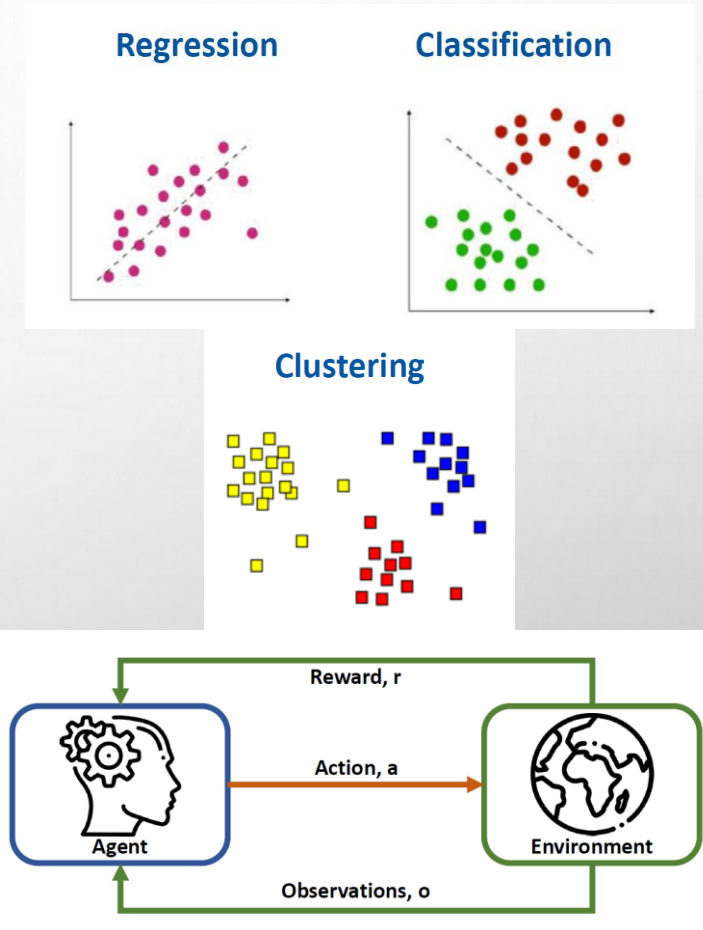 Regression
Classification
Clustering
Reward, r
Action, a
Agent
Environment
Observations, o